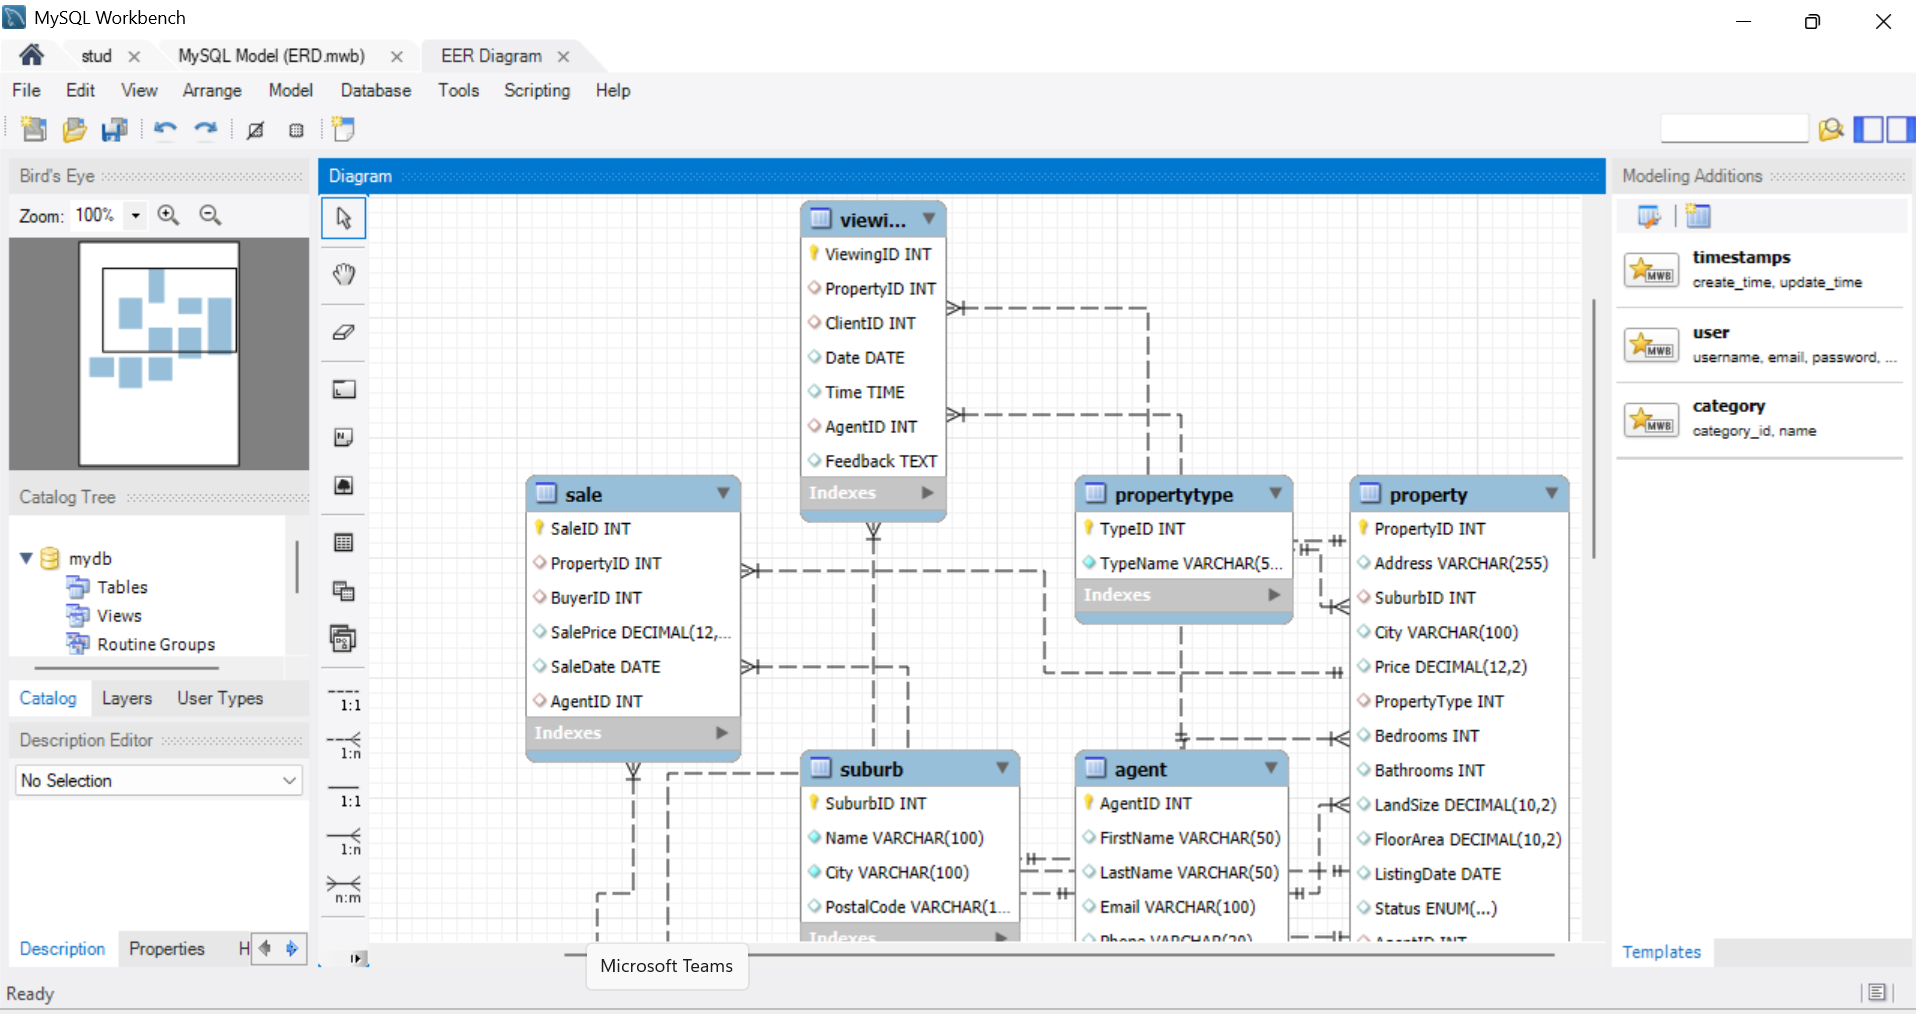 MySQL Workbench
stud
MySQL Model (ERD.mwb)
EER Diagram
File Edit View Arrange Model Database Tools Scripting Help
Bird's Eye
Zoom: 100%
Catalog Tree
mydb
Tables
Views
Routine Groups
Catalog Layers User Types
Description Editor
No Selection
Description Properties H
Ready
Diagram
1:1
1:n
1:1
1:n
n:m
viewi...
ViewingID INT
PropertyID INT
ClientID INT
Date DATE
Time TIME
AgentID INT
Feedback TEXT
Indexes
sale
SaleID INT
PropertyID INT
BuyerID INT
SalePrice DECIMAL(12,...
SaleDate DATE
AgentID INT
Indexes
propertytype
TypeID INT
TypeName VARCHAR(5...
Indexes
property
PropertyID INT
Address VARCHAR(255)
SuburbID INT
City VARCHAR(100)
Price DECIMAL(12,2)
PropertyType INT
Bedrooms INT
Bathrooms INT
LandSize DECIMAL(10,2)
FloorArea DECIMAL(10,2)
ListingDate DATE
Status ENUM(...)
AgentID INT
suburb
SuburbID INT
Name VARCHAR(100)
City VARCHAR(100)
PostalCode VARCHAR(1...
Indexes
agent
AgentID INT
FirstName VARCHAR(50)
LastName VARCHAR(50)
Email VARCHAR(100)
Phone VARCHAR(20)
Microsoft Teams
Modeling Additions
MWB
timestamps
create_time, update_time
MWB
user
username, email, password, ...
MWB
category
category_id, name
Templates